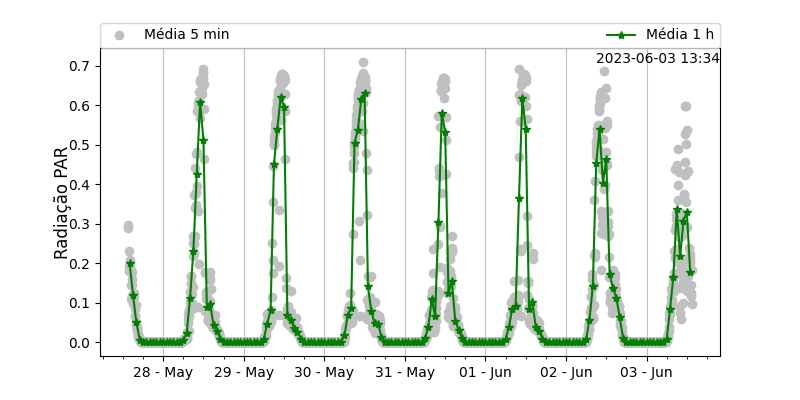 Média 5 min
Média 1 h
2023-06-03 13:34
Radiação PAR
0.7
0.6
0.5
0.4
0.3
0.2
0.1
0.0
28 - May
29 - May
30 - May
31 - May
01 - Jun
02 - Jun
03 - Jun